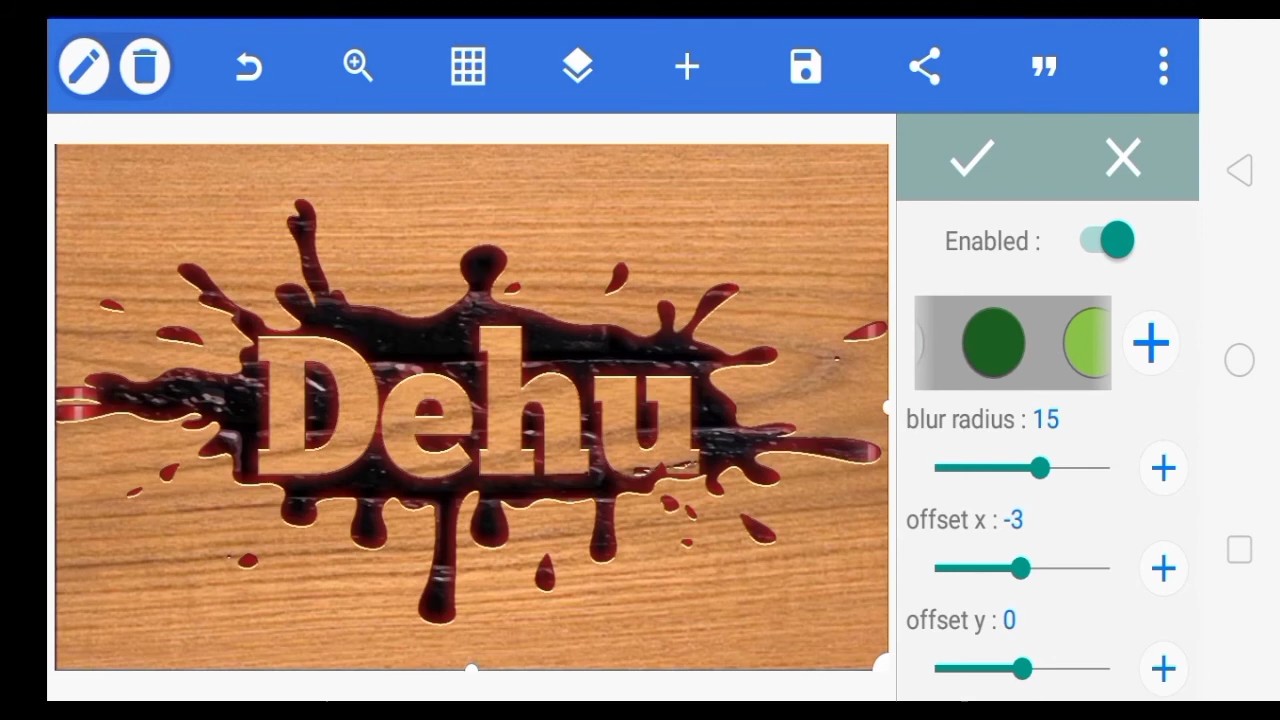 Enabled :
Dehu
blur radius : 15
offset x : -3
offset y : 0